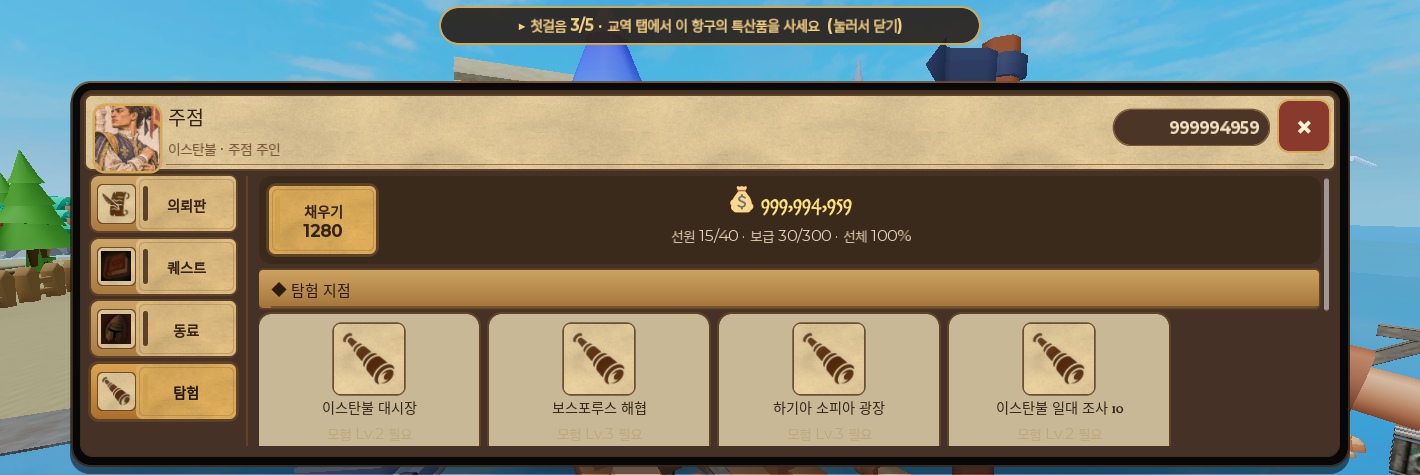 ▸ 첫걸음 3/5 · 교역 탭에서 이 항구의 특산품을 사세요 (눌러서 닫기)
주점
이스탄불 · 주점 주인
999994959
×
의뢰판
퀘스트
동료
탐험
채우기
1280
999,994,959
선원 15/40 · 보급 30/300 · 선체 100%
◆ 탐험 지점
이스탄불 대시장
모험 Lv.2 필요
보스포루스 해협
모험 Lv.3 필요
하기아 소피아 광장
모험 Lv.3 필요
이스탄불 일대 조사 10
모험 Lv.2 필요